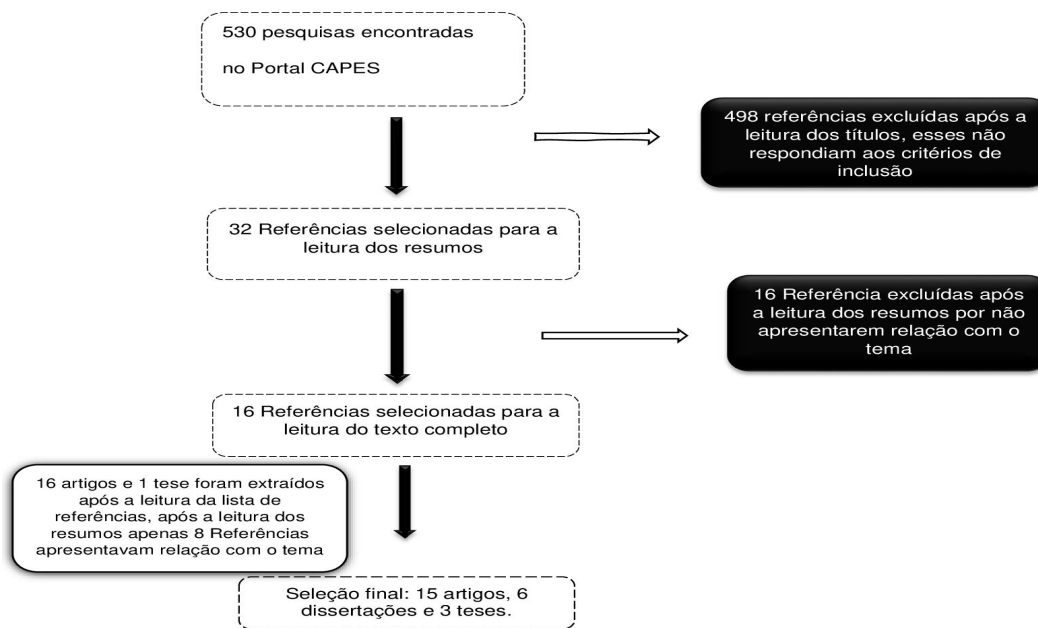 530 pesquisas encontradas
no Portal CAPES
498 referências excluídas após a
leitura dos títulos, esses não
respondiam aos critérios de
inclusão
32 Referências selecionadas para a
leitura dos resumos
16 Referência excluídas após
a leitura dos resumos por não
apresentarem relação com o
tema
16 Referências selecionadas para a
leitura do texto completo
16 artigos e 1 tese foram extraídos
após a leitura da lista de
referências, após a leitura dos
resumos apenas 8 Referências
apresentavam relação com o tema
Seleção final: 15 artigos, 6
dissertações e 3 teses.